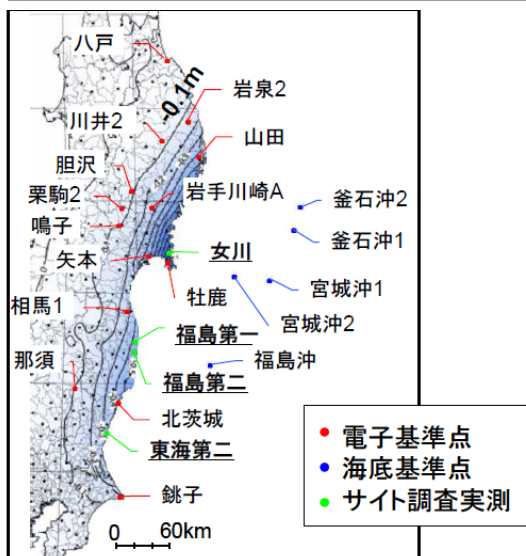 八戸
-0.1m
岩泉2
川井2
山田
胆沢
栗駒2
岩手川崎A
釜石沖2
鳴子
釜石沖1
女川
矢本
牡鹿
宮城沖1
相馬1
宮城沖2
福島第一
那須
福島沖
福島第二
北茨城
東海第二
銚子
0 60km
電子基準点
海底基準点
サイト調査実測